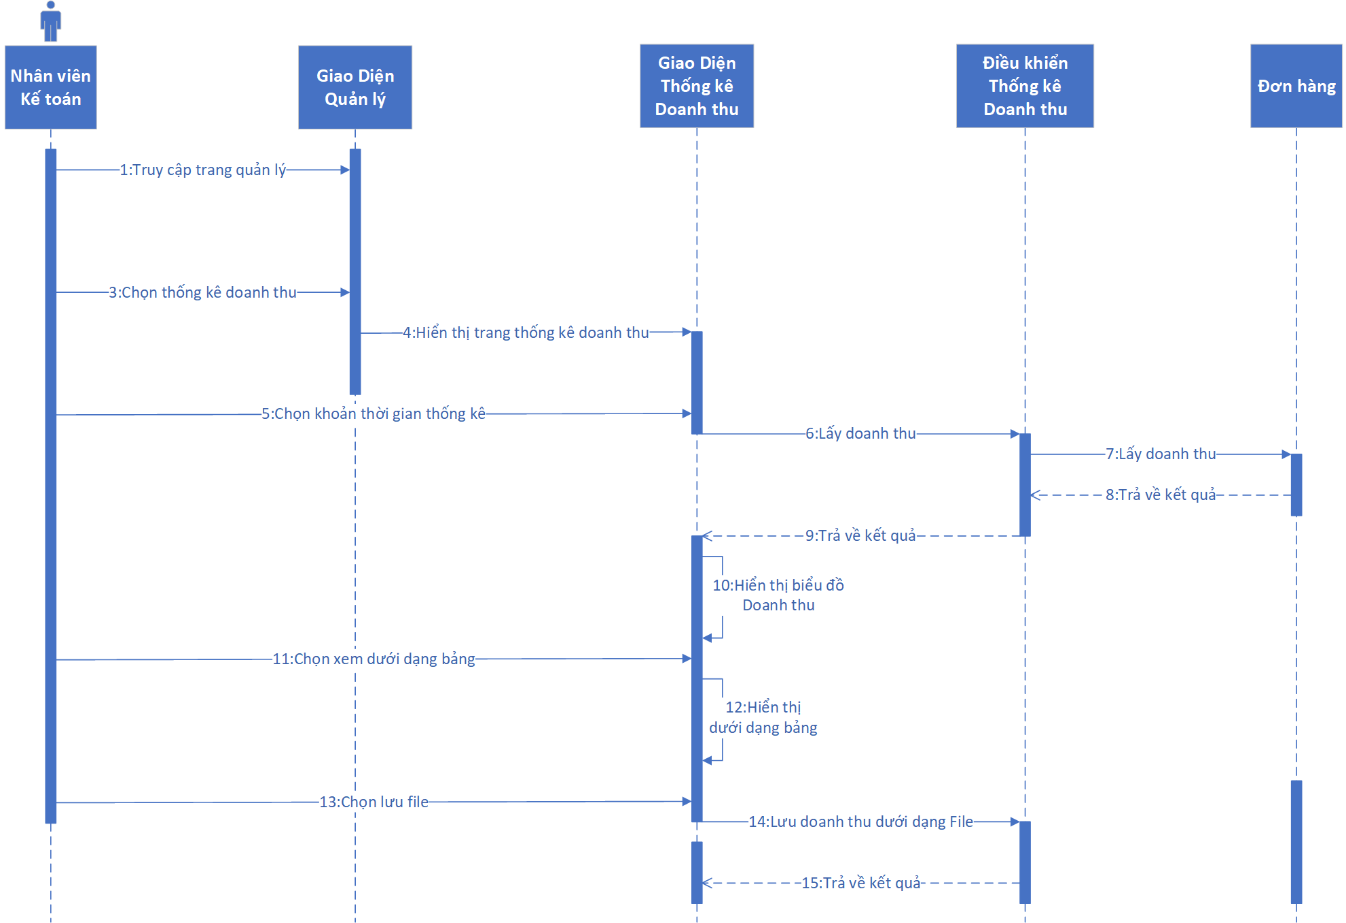 Nhân viên
Kế toán
Giao Diện
Quản lý
Giao Diện
Thống kê
Doanh thu
Điều khiển
Thống kê
Doanh thu
Đơn hàng
1:Truy cập trang quản lý
3:Chọn thống kê doanh thu
4:Hiển thị trang thống kê doanh thu
5:Chọn khoản thời gian thống kê
6:Lấy doanh thu
7:Lấy doanh thu
8:Trả về kết quả
9:Trả về kết quả
10:Hiển thị biểu đồ
Doanh thu
11:Chọn xem dưới dạng bảng
12:Hiển thị
dưới dạng bảng
13:Chọn lưu file
14:Lưu doanh thu dưới dạng File
15:Trả về kết quả